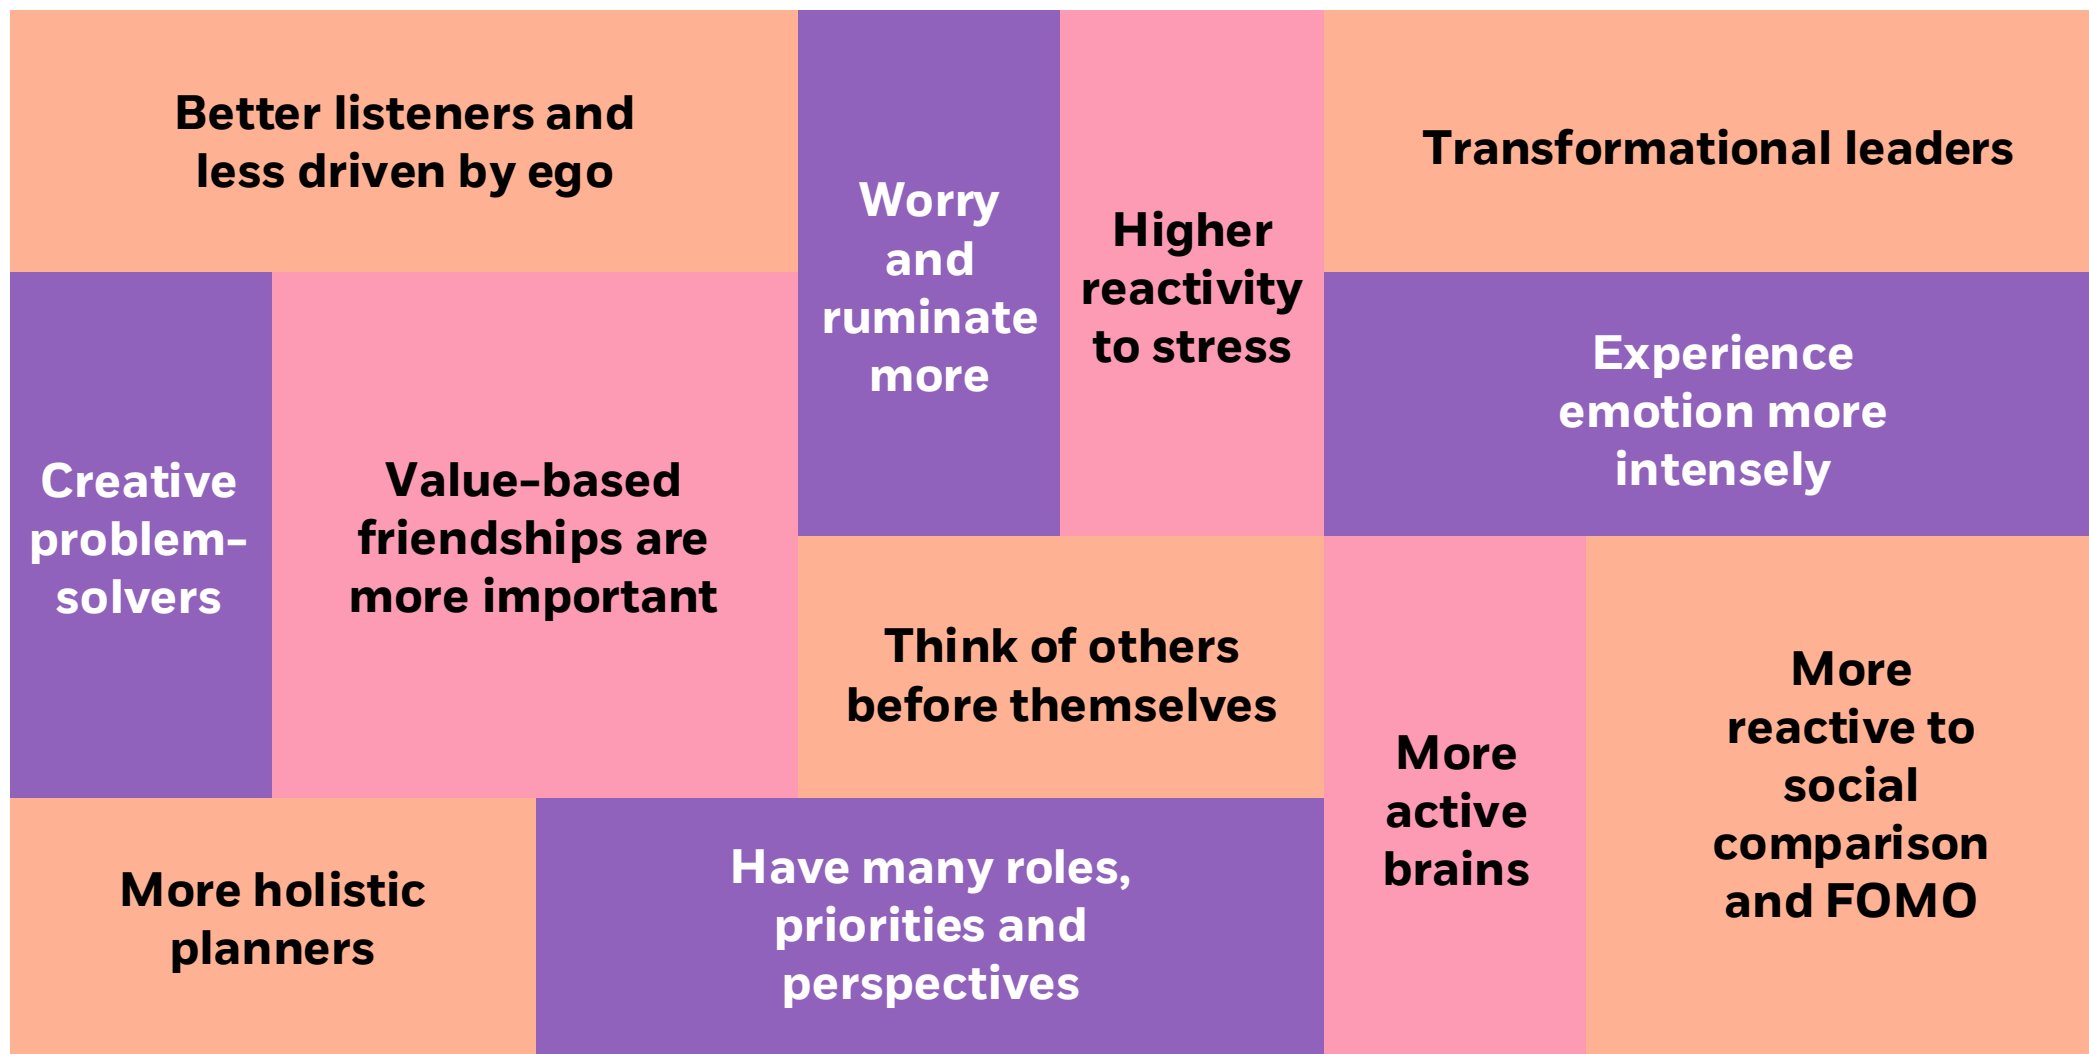 Better listeners and
less driven by ego
Worry
and
ruminate
more
Higher
reactivity
to stress
Transformational leaders
Experience
emotion more
intensely
Creative
problem-
solvers
Value-based
friendships are
more important
Think of others
before themselves
More
active
brains
More
reactive to
social
comparison
and FOMO
More holistic
planners
Have many roles,
priorities and
perspectives